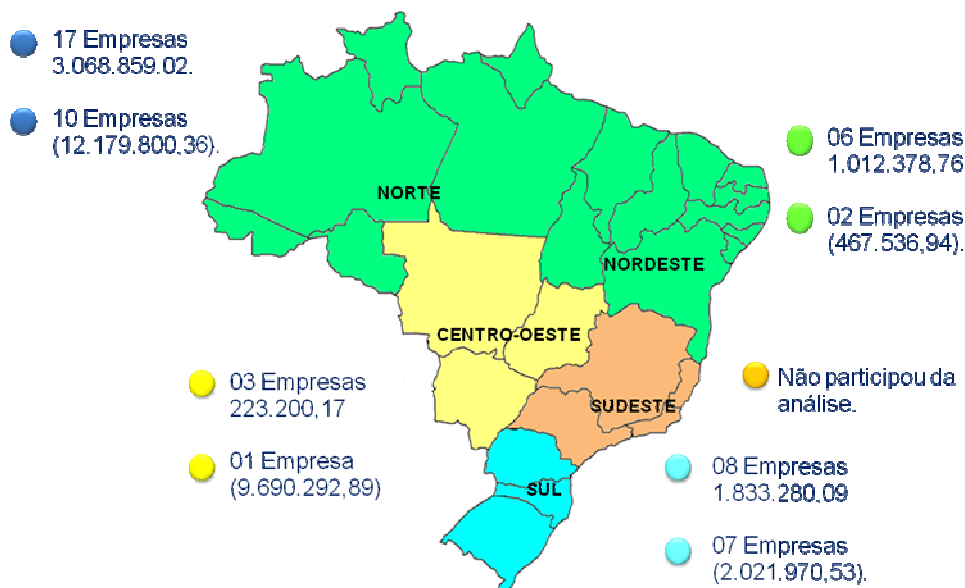 17 Empresas
3.068.859.02.
10 Empresas
(12.179.800,36).
06 Empresas
1.012.378,76
02 Empresas
(467.536,94).
NORTE
NORDESTE
CENTRO-OESTE
03 Empresas
223.200,17
Não participou da
análise.
SUDESTE
01 Empresa
(9.690.292,89)
08 Empresas
1.833.280,09
SUL
07 Empresas
(2.021.970,53).